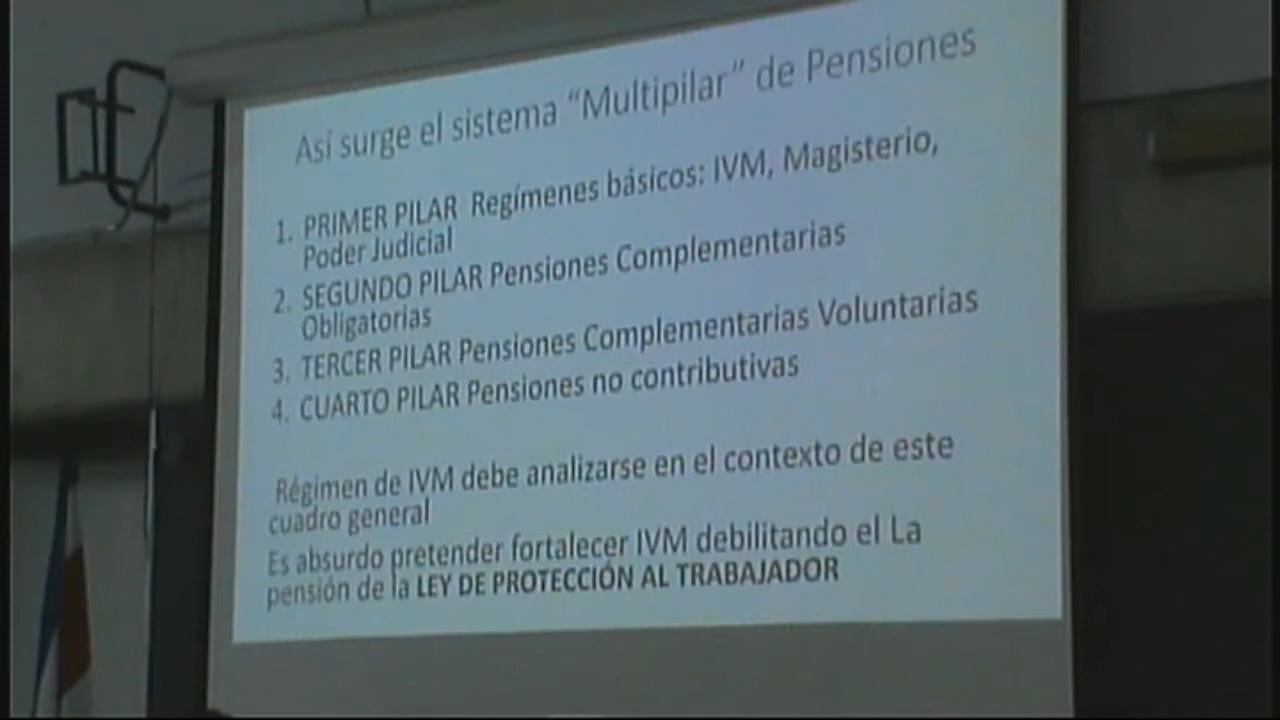 Así surge el sistema “Multipilar” de Pensiones
1. PRIMER PILAR Regímenes básicos: IVM, Magisterio,
Poder Judicial
2. SEGUNDO PILAR Pensiones Complementarias
Obligatorias
3. TERCER PILAR Pensiones Complementarias Voluntarias
4. CUARTO PILAR Pensiones no contributivas
Régimen de IVM debe analizarse en el contexto de este
cuadro general
Es absurdo pretender fortalecer IVM debilitando el La
pensión de la LEY DE PROTECCIÓN AL TRABAJADOR